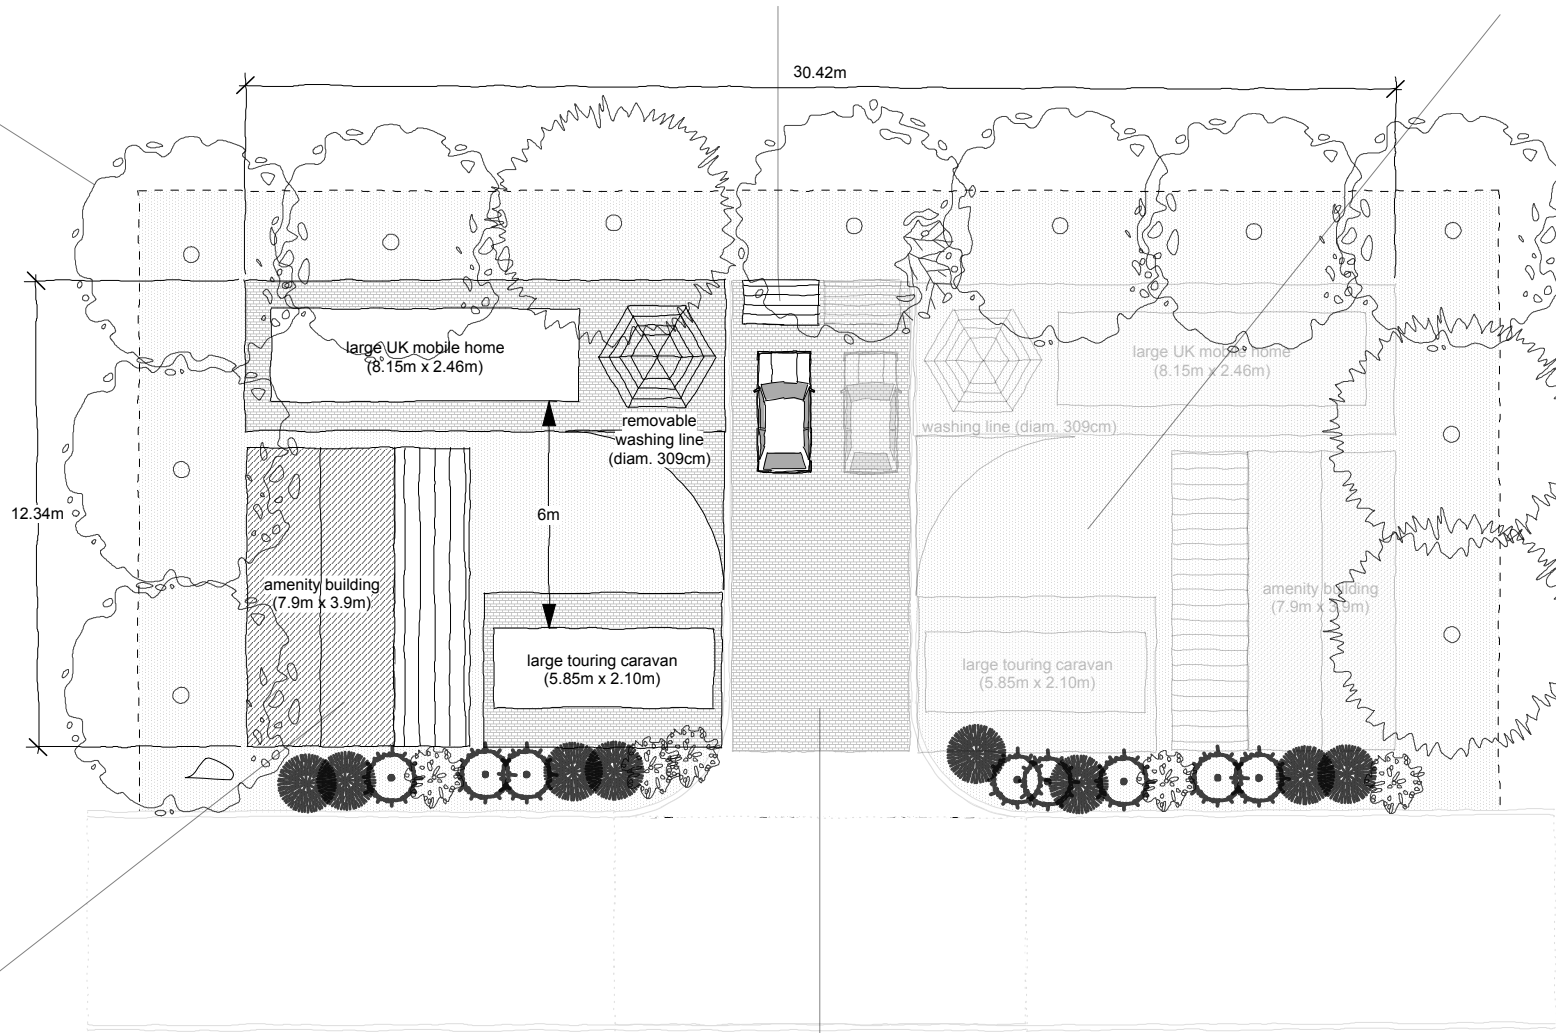 30.42m
large UK mobile home
(8.15m x 2.46m)
large UK mobile home
(8.15m x 2.46m)
removable
washing line
(diam. 309cm)
washing line (diam. 309cm)
12.34m
6m
amenity building
(7.9m x 3.9m)
amenity building
(7.9m x 3.9m)
large touring caravan
(5.85m x 2.10m)
large touring caravan
(5.85m x 2.10m)